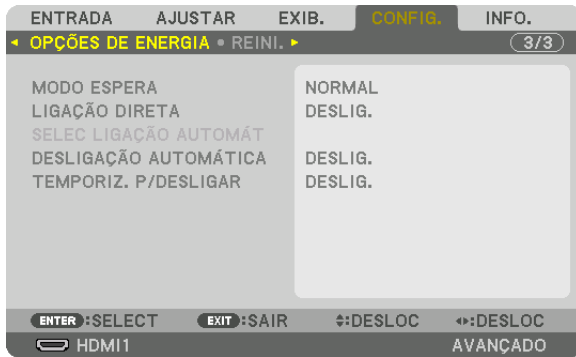 ENTRADA AJUSTAR EXIB. CONFIG. INFO.
◂ OPÇÕES DE ENERGIA • REINI. ▸ 3/3
MODO ESPERA NORMAL
LIGAÇÃO DIRETA DESLIG.
SELEC LIGAÇÃO AUTOMÁT
DESLIGAÇÃO AUTOMÁTICA DESLIG.
TEMPORIZ. P/DESLIGAR DESLIG.
ENTER :SELECT EXIT :SAIR :DESLOC :DESLOC
HDMI1 AVANÇADO